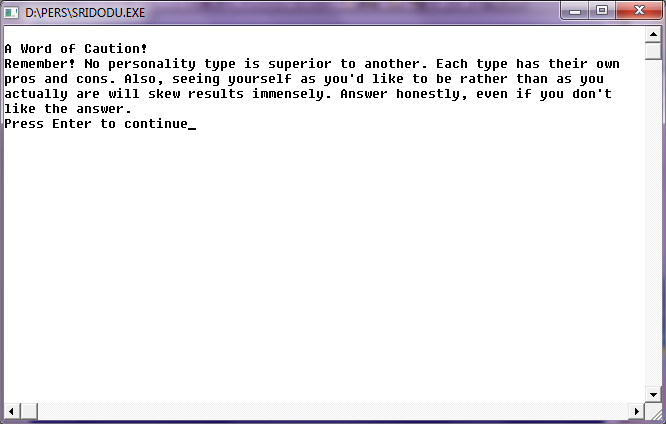 D:\PERS\SRIDODU.EXE
A Word of Caution!
Remember! No personality type is superior to another. Each type has their own
pros and cons. Also, seeing yourself as you'd like to be rather than as you
actually are will skew results immensely. Answer honestly, even if you don't
like the answer.
Press Enter to continue_